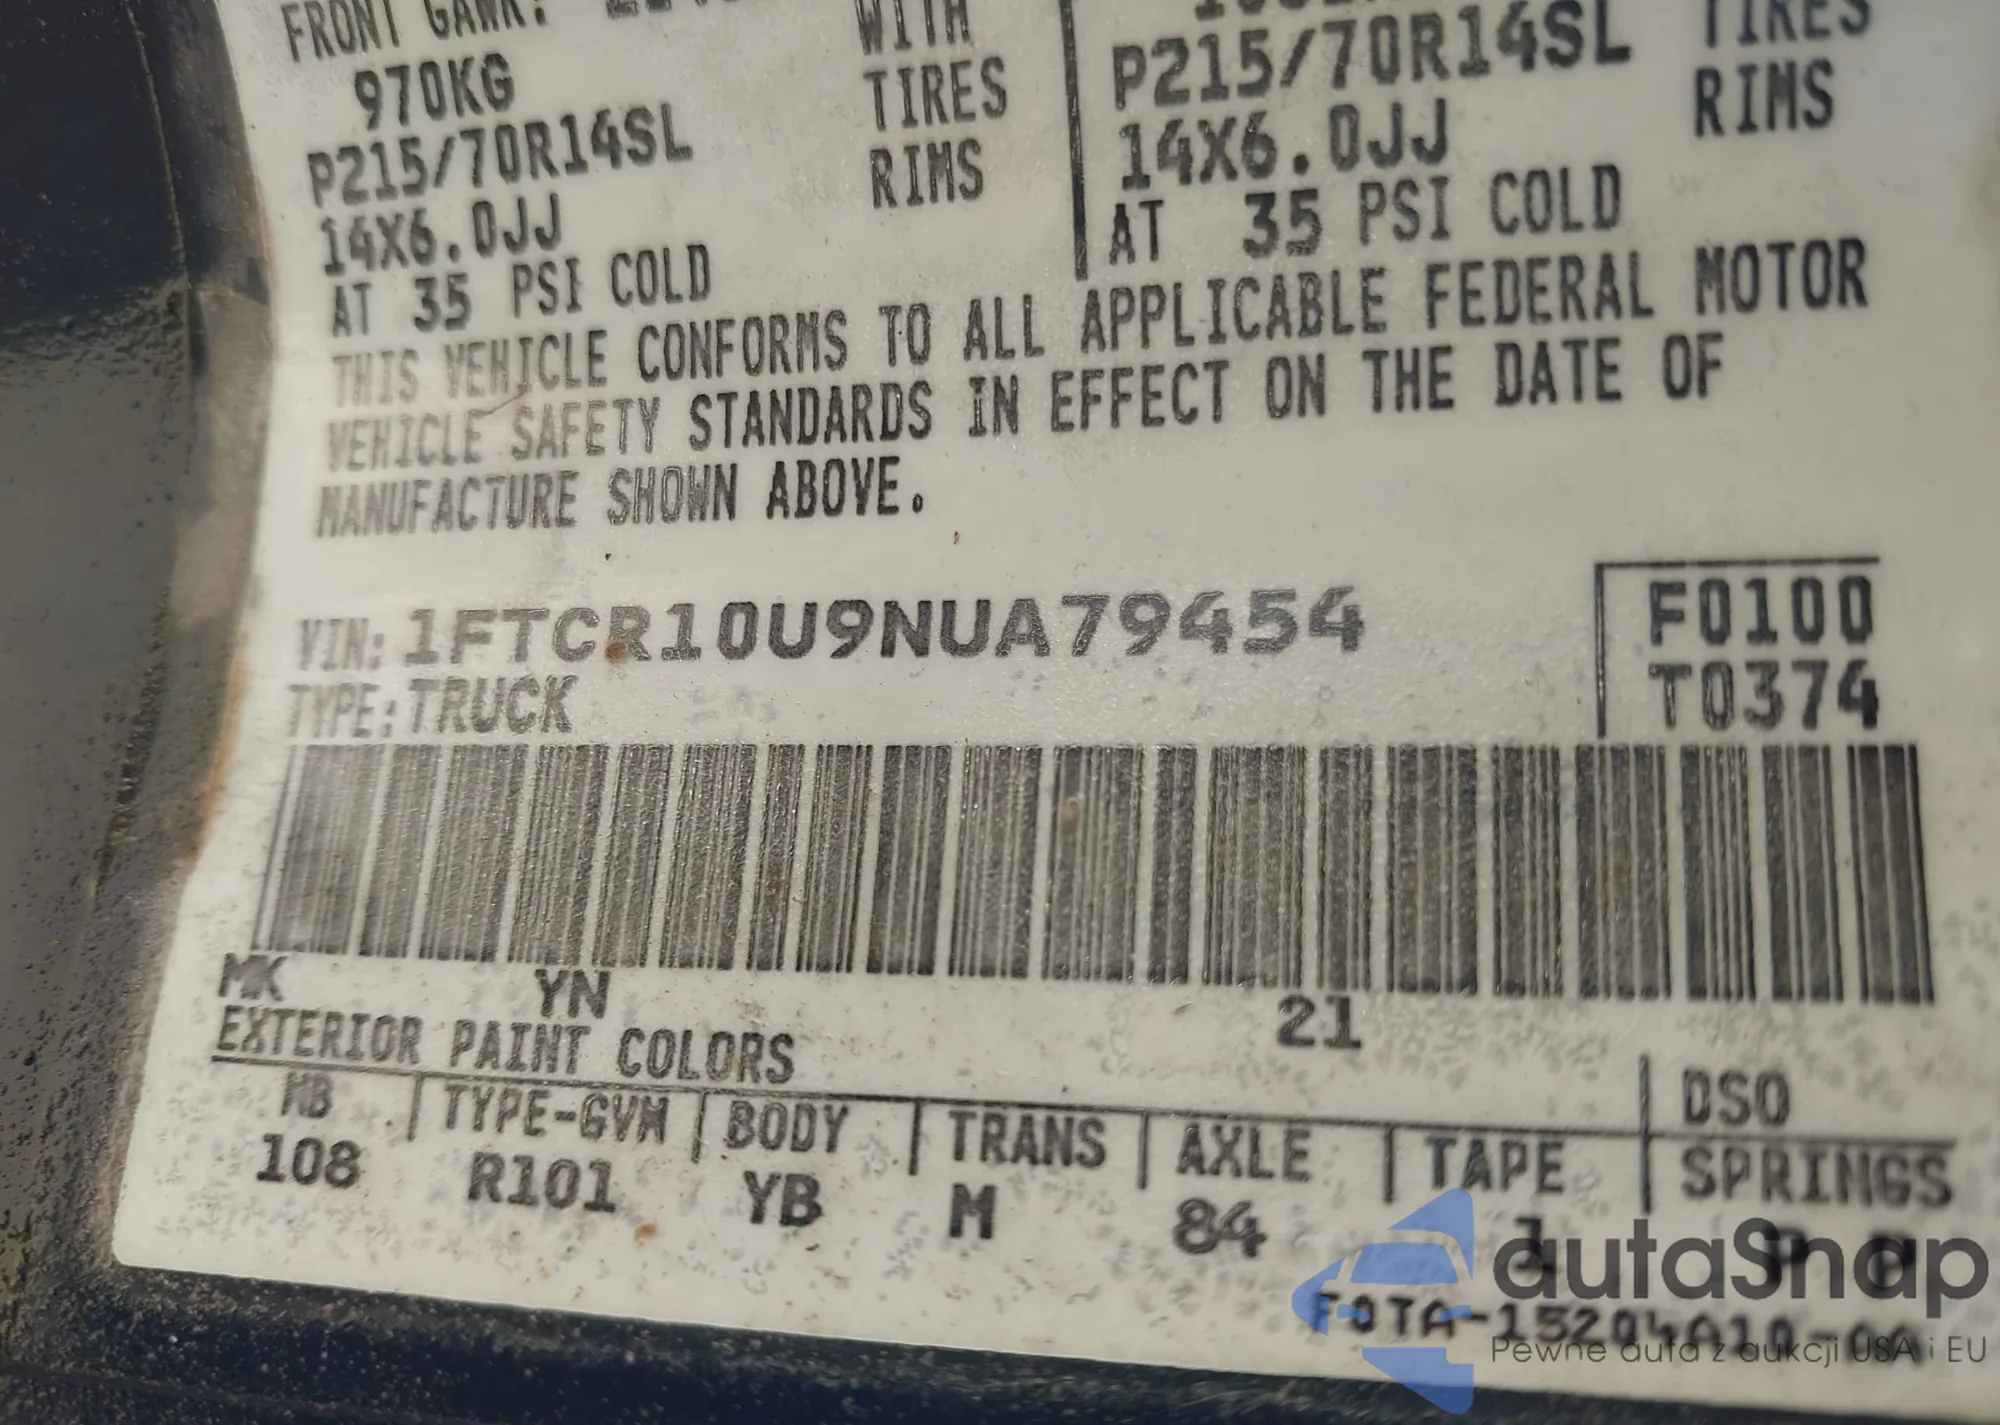 FRONT GAWR:
WITH
TIRES
970KG
TIRES
P215/70R14SL
RIMS
P215/70R14SL
RIMS
14X6.0JJ
14X6.0JJ
AT 35 PSI COLD
AT 35 PSI COLD
THIS VEHICLE CONFORMS TO ALL APPLICABLE FEDERAL MOTOR
VEHICLE SAFETY STANDARDS IN EFFECT ON THE DATE OF
MANUFACTURE SHOWN ABOVE.
F0100
VIN: 1FTCR10U9NUA79454
T0374
TYPE: TRUCK
MK YN 21
EXTERIOR PAINT COLORS
DSO
WB TYPE-GVM BODY TRANS AXLE TAPE SPRINGS
108 R101 YB M 84 1 P P
autaSnap
Pewne auta z aukcji USA i EU